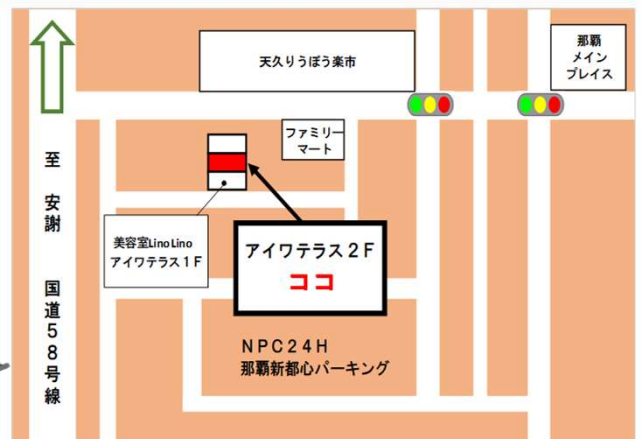 天久りうぼう楽市
那覇
メイン
プレイス
ファミリー
マート
至 安謝 国道58号線
美容室LinoLino
アイワテラス1F
アイワテラス2F
ココ
NPC24H
那覇新都心パーキング